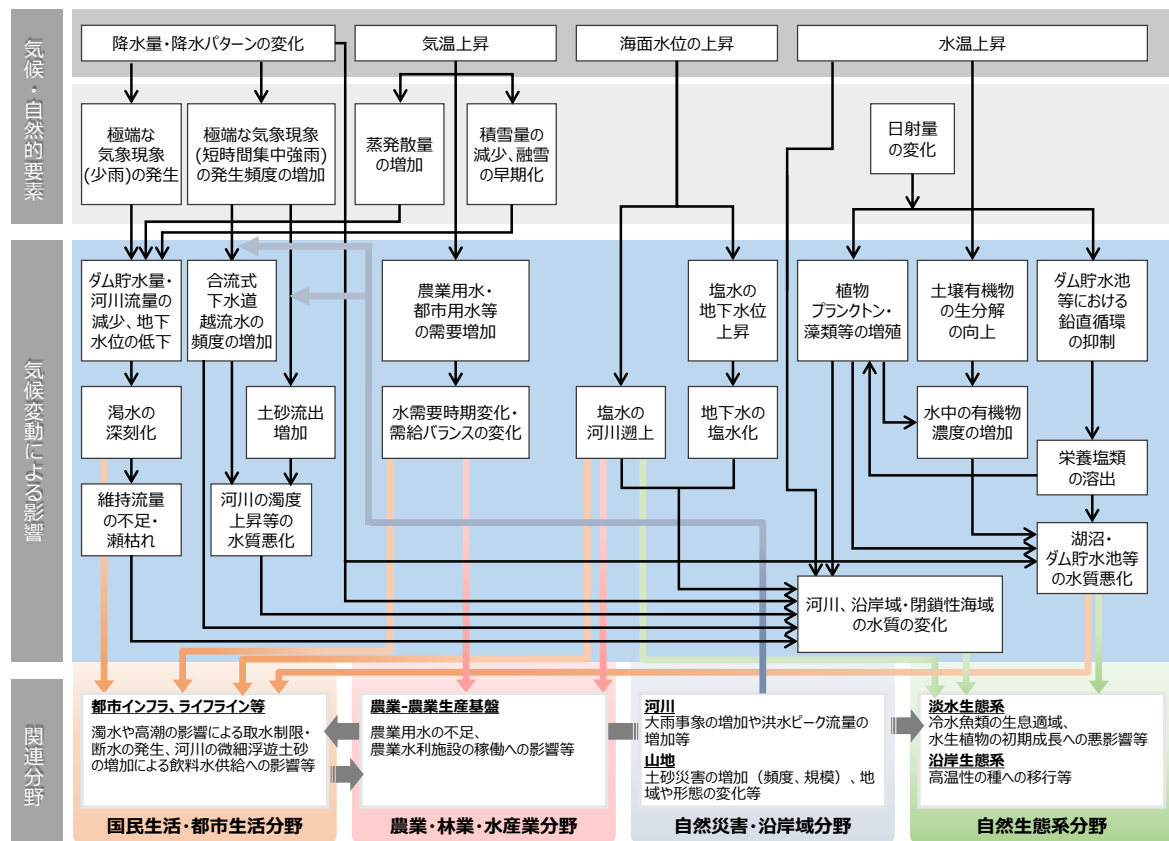 気候・自然的要素
降水量・降水パターンの変化
気温上昇
海面水位の上昇
水温上昇
極端な
気象現象
(少雨)の発生
極端な気象現象
(短時間集中強雨)
の発生頻度の増加
蒸発散量
の増加
積雪量の
減少、融雪
の早期化
日射量
の変化
気候変動による影響
ダム貯水量・
河川流量の
減少、地下
水位の低下
合流式
下水道
越流水の
頻度の増加
農業用水・
都市用水等
の需要増加
塩水の
地下水位
上昇
植物
プランクトン・
藻類等の増殖
土壌有機物
の生分解
の向上
ダム貯水池
等における
鉛直循環
の抑制
渇水の
深刻化
土砂流出
増加
水需要時期変化・
需給バランスの変化
塩水の
河川遡上
地下水の
塩水化
水中の有機物
濃度の増加
栄養塩類
の溶出
維持流量
の不足・
瀬枯れ
河川の濁度
上昇等の
水質悪化
湖沼・
ダム貯水池等
の水質悪化
河川、沿岸域・閉鎖性海域
の水質の変化
関連分野
都市インフラ、ライフライン等
濁水や高潮の影響による取水制限・
断水の発生、河川の微細浮遊土砂
の増加による飲料水供給への影響等
国民生活・都市生活分野
農業-農業生産基盤
農業用水の不足、
農業水利施設の稼働への影響等
農業・林業・水産業分野
河川
大雨事象の増加や洪水ピーク流量の
増加等
山地
土砂災害の増加（頻度、規模）、地
域や形態の変化等
自然災害・沿岸域分野
淡水生態系
冷水魚類の生息適域、
水生植物の初期成長への悪影響等
沿岸生態系
高温性の種への移行等
自然生態系分野